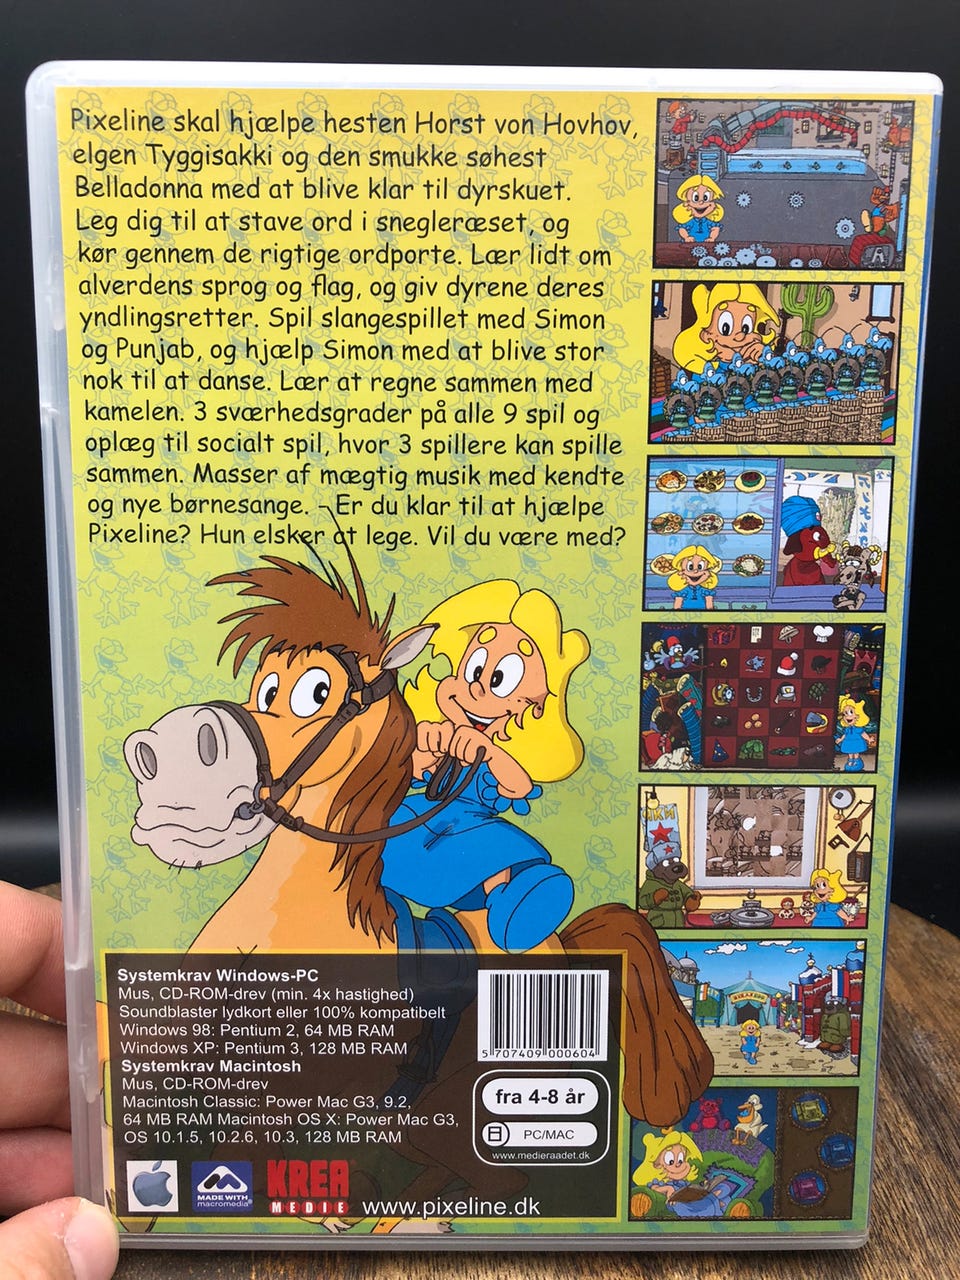 Pixeline skal hjælpe hesten Horst von Hovhov,
elgen Tyggisakki og den smukke søhest
Belladonna med at blive klar til dyrskuet.
Leg dig til at stave ord i snegleræset, og
kør gennem de rigtige ordporte. Lær lidt om
alverdens sprog og flag, og giv dyrene deres
yndlingsretter. Spil slangespillet med Simon
og Punjab, og hjælp Simon med at blive stor
nok til at danse. Lær at regne sammen med
kamelen. 3 sværhedsgrader på alle 9 spil og
oplæg til socialt spil, hvor 3 spillere kan spille
sammen. Masser af mægtig musik med kendte
og nye børnesange. - Er du klar til at hjælpe
Pixeline? Hun elsker at lege. Vil du være med?
Systemkrav Windows-PC
Mus, CD-ROM-drev (min. 4x hastighed)
Soundblaster lydkort eller 100% kompatibelt
Windows 98: Pentium 2, 64 MB RAM
Windows XP: Pentium 3, 128 MB RAM
Systemkrav Macintosh
Mus, CD-ROM-drev
Macintosh Classic: Power Mac G3, 9.2,
64 MB RAM Macintosh OS X: Power Mac G3,
OS 10.1.5, 10.2.6, 10.3, 128 MB RAM
5 707409 000604
fra 4-8 år
PC/MAC
www.medieraadet.dk
MADE WITH
macromedia®
KREA
MEDIE
www.pixeline.dk